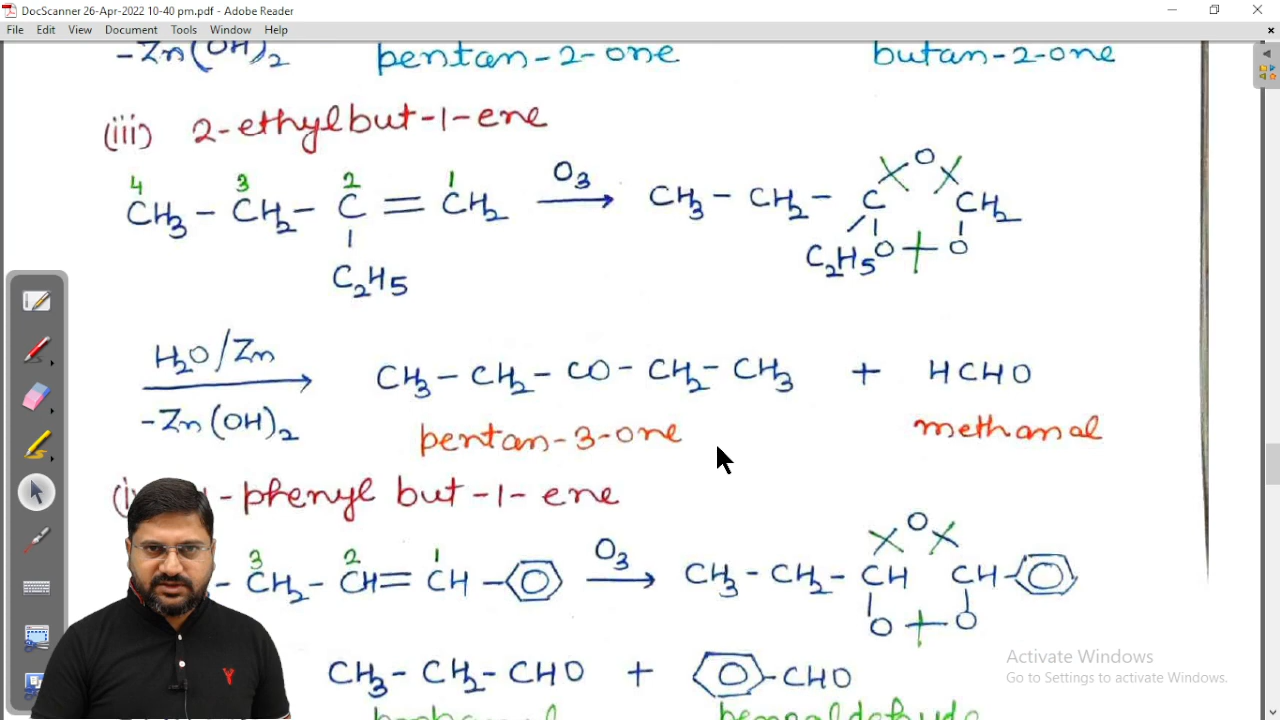 DocScanner 26-Apr-2022 10-40 pm.pdf - Adobe Reader
File Edit View Document Tools Window Help
-Zn(OH)2 pentan-2-one butan-2-one
(iii) 2-ethylbut-1-ene
4 3 2 1
CH3 - CH2 - C = CH2 O3 CH3 - CH2 - C O CH2
C2H5 C2H5 O O
H2O/Zn
-Zn(OH)2
CH3 - CH2 - CO - CH2 - CH3 + HCHO
pentan-3-one methanal
-phenyl but-1-ene
3 2 1
- CH2 - CH = CH - O3 CH3 - CH2 - CH O CH -
O O
CH3 - CH2 - CHO + -CHO
Activate Windows
Go to Settings to activate Windows.